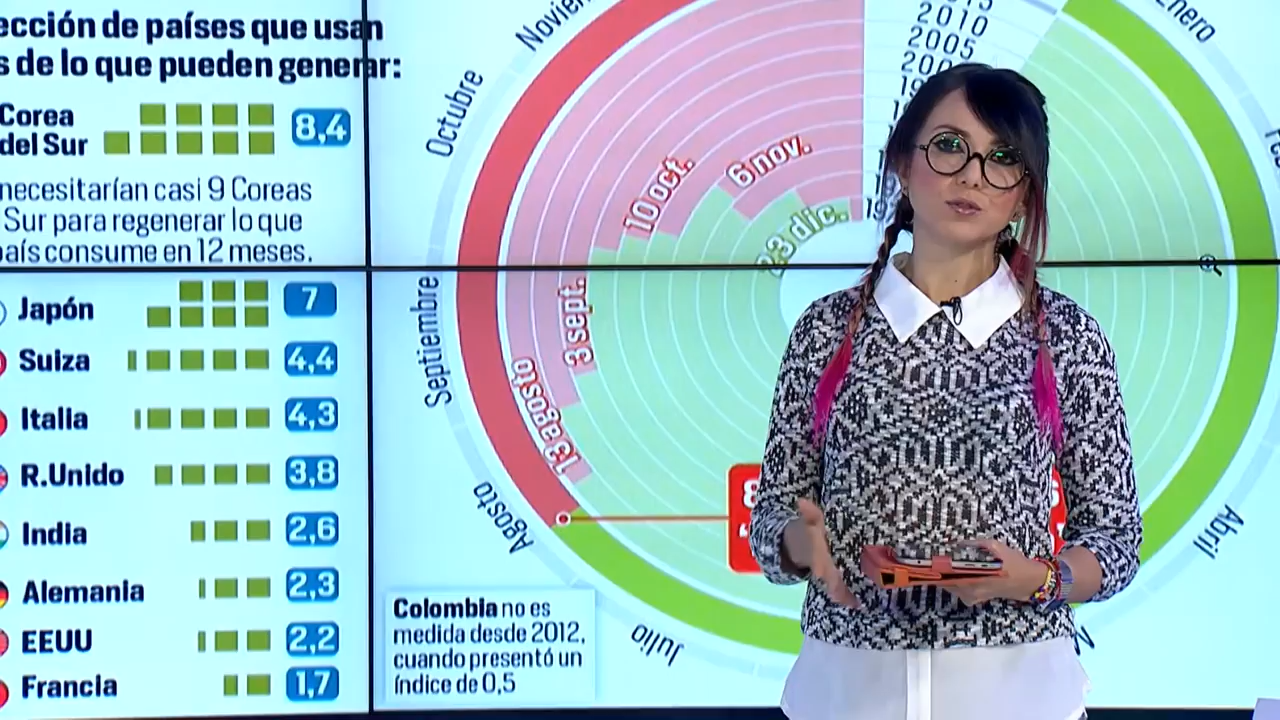 ección de países que usan
s de lo que pueden generar:
Corea
del Sur
8,4
necesitarían casi 9 Coreas
Sur para regenerar lo que
país consume en 12 meses.
Japón 7
Suiza 4,4
Italia 4,3
R.Unido 3,8
India 2,6
Alemania 2,3
EEUU 2,2
Francia 1,7
Octubre
Septiembre
Agosto
Julio
Enero
Abril
2010
2005
6 nov.
10 oct.
23 dic.
3 sept.
13 agosto
8
Colombia no es
medida desde 2012,
cuando presentó un
índice de 0,5